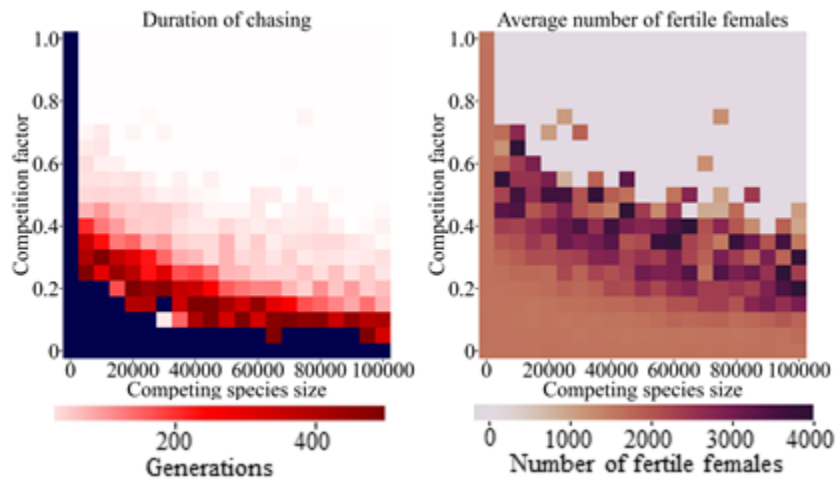 Duration of chasing
1.0
0.8
0.6
0.4
0.2
0
Competition factor
0 20000 40000 60000 80000 100000
Competing species size
200 400
Generations
Average number of fertile females
1.0
0.8
0.6
0.4
0.2
0
Competition factor
0 20000 40000 60000 80000 100000
Competing species size
0 1000 2000 3000 4000
Number of fertile females